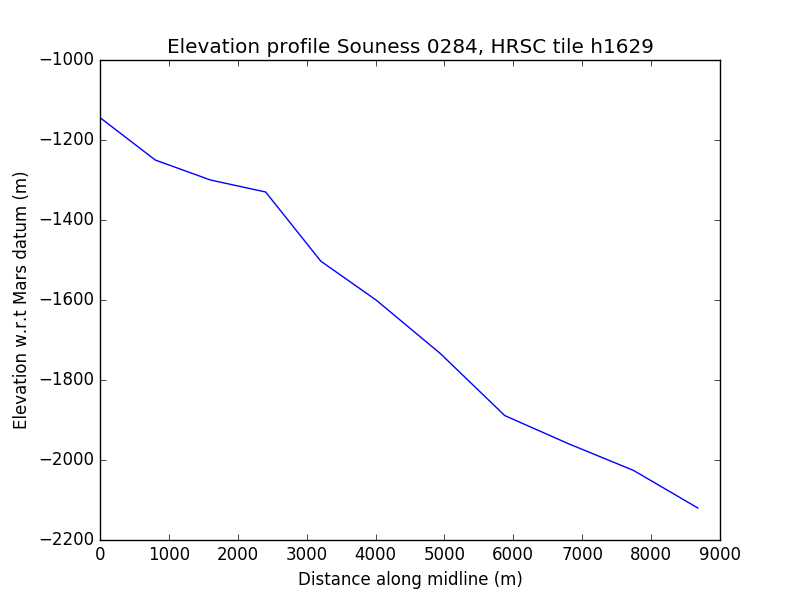 Elevation profile Souness 0284, HRSC tile h1629
Elevation w.r.t Mars datum (m)
−1000
−1200
−1400
−1600
−1800
−2000
−2200
0 1000 2000 3000 4000 5000 6000 7000 8000 9000
Distance along midline (m)